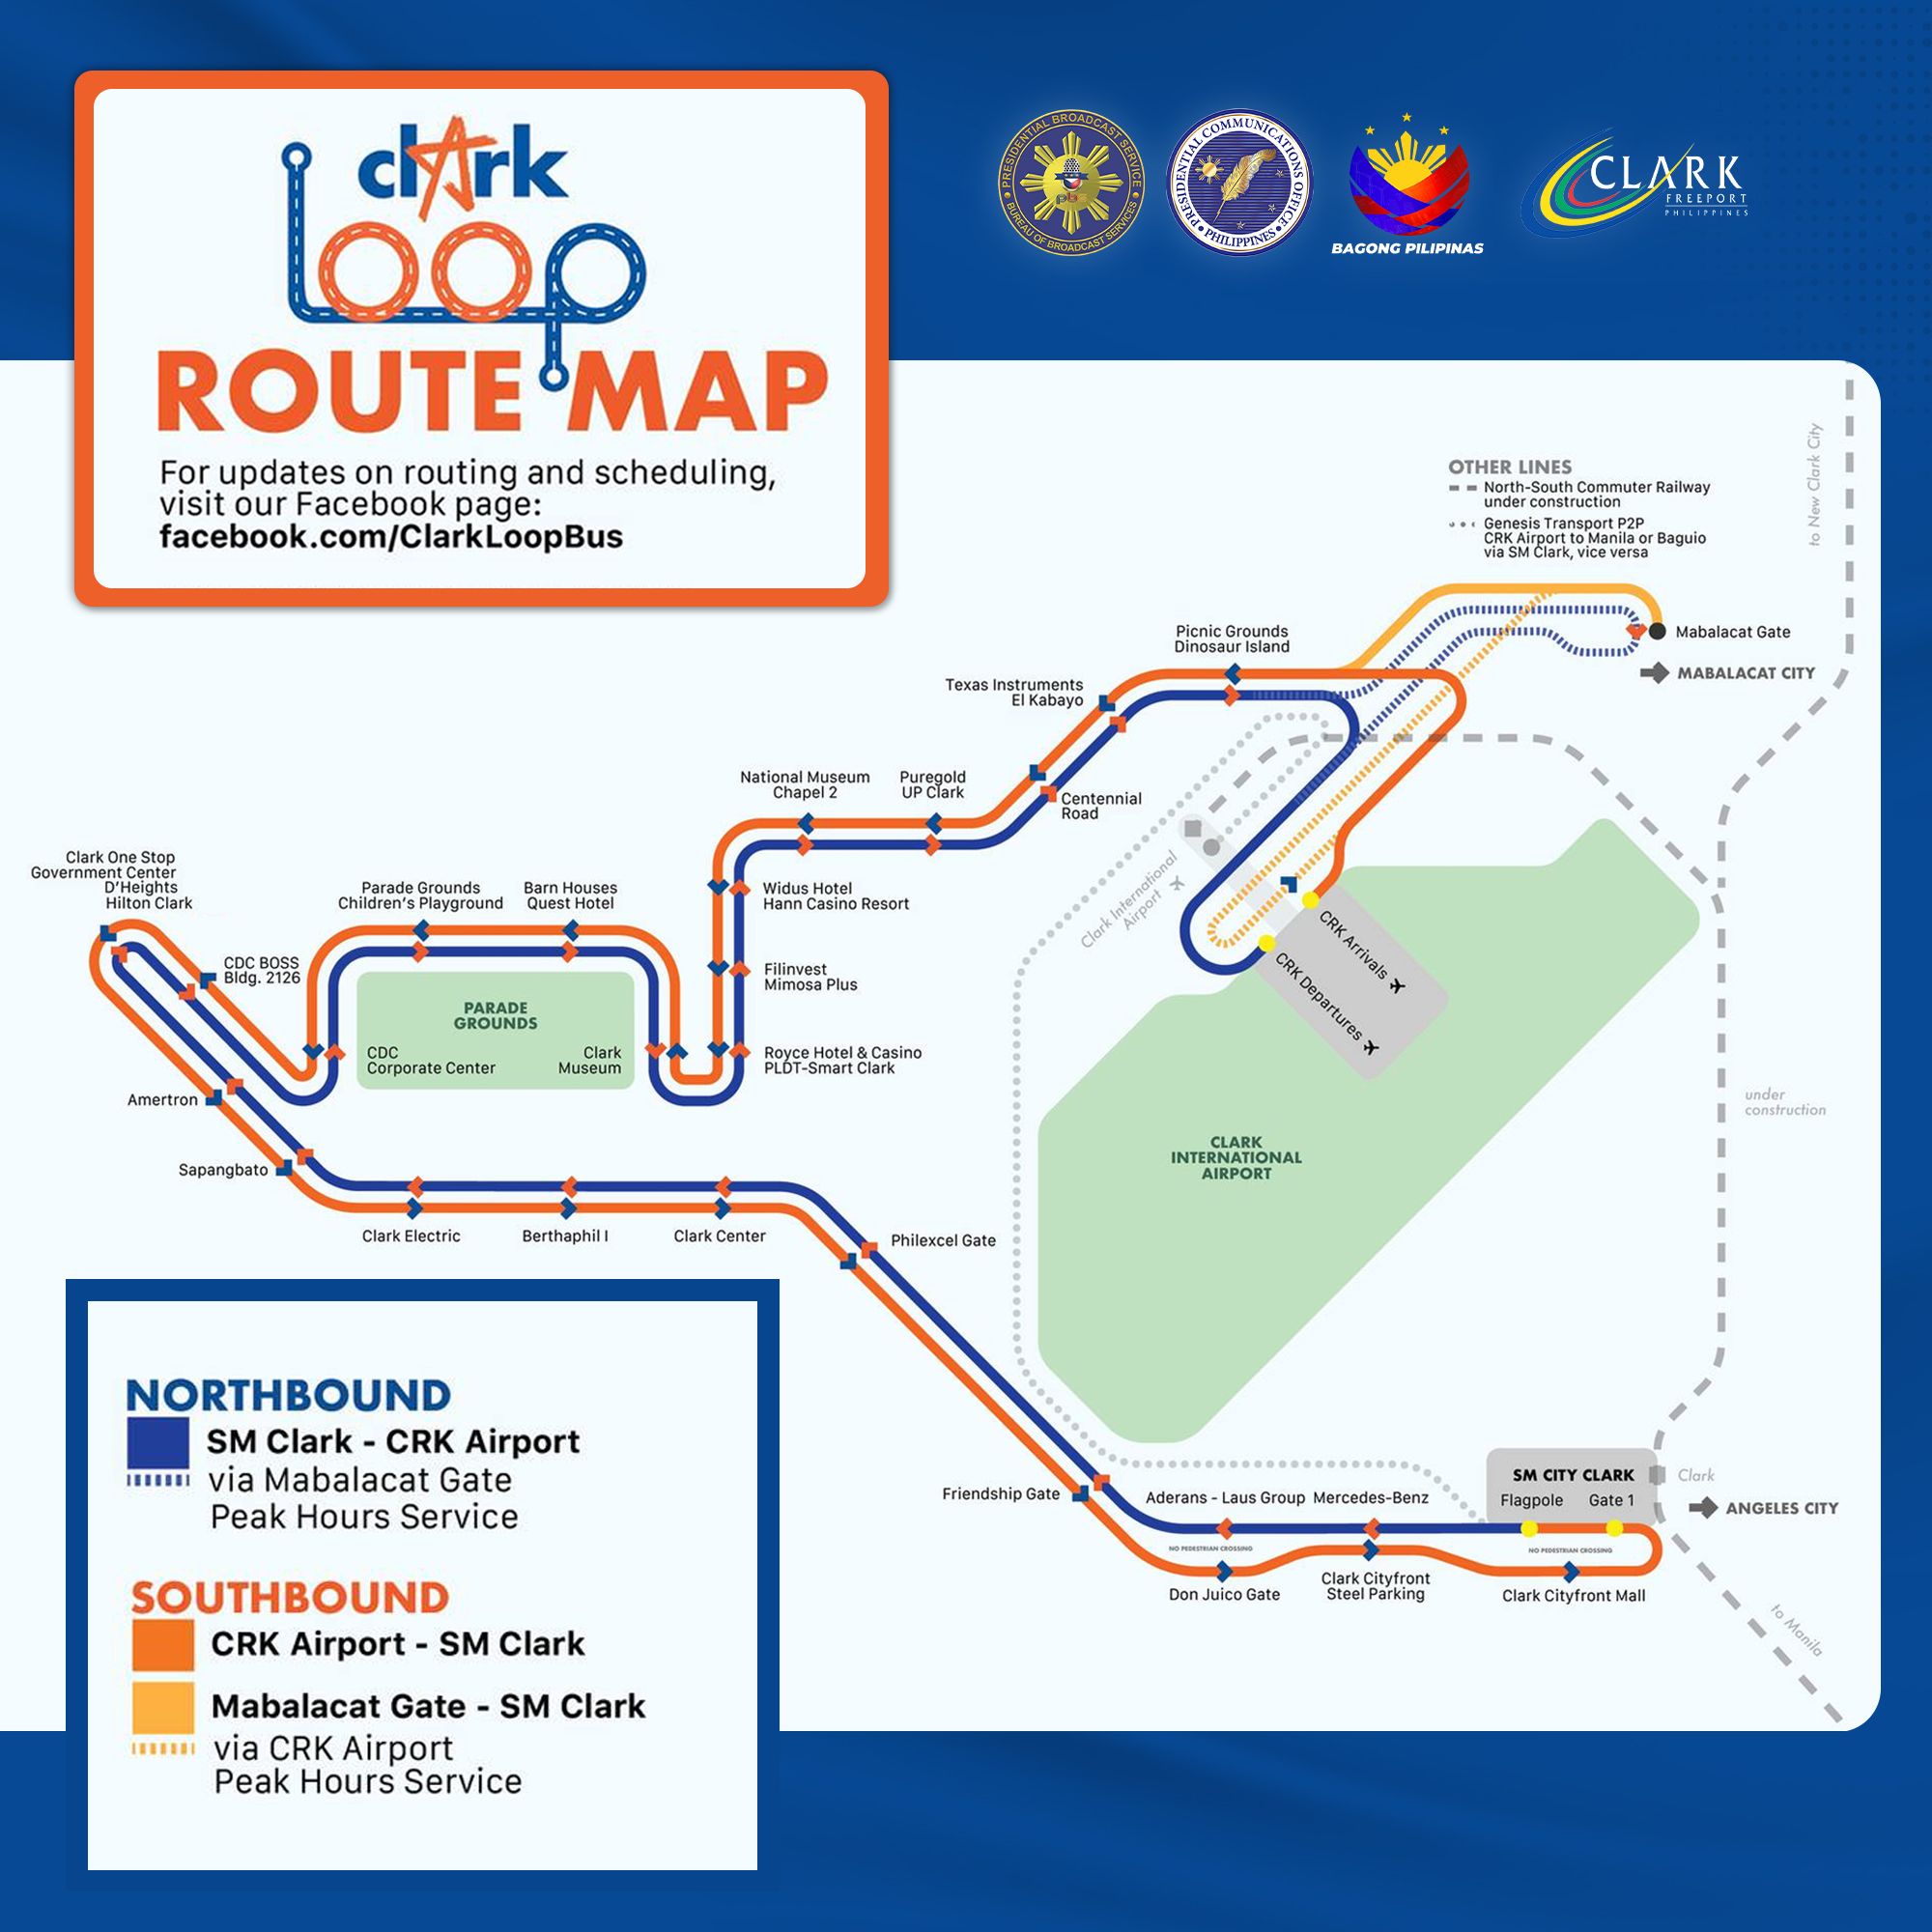 clArk
loop
ROUTE MAP
For updates on routing and scheduling,
visit our Facebook page:
facebook.com/ClarkLoopBus
PRESIDENTIAL BROADCAST SERVICE
BUREAU OF BROADCAST SERVICES
pbs
PRESIDENTIAL COMMUNICATIONS OFFICE
PHILIPPINES
BAGONG PILIPINAS
CLARK
FREEPORT
PHILIPPINES
OTHER LINES
North-South Commuter Railway
under construction
Genesis Transport P2P
CRK Airport to Manila or Baguio
via SM Clark, vice versa
to New Clark City
Mabalacat Gate
MABALACAT CITY
Picnic Grounds
Dinosaur Island
Texas Instruments
El Kabayo
Centennial
Road
National Museum
Chapel 2
Puregold
UP Clark
Clark One Stop
Government Center
D'Heights
Hilton Clark
Parade Grounds
Children's Playground
Barn Houses
Quest Hotel
Widus Hotel
Hann Casino Resort
Clark International
Airport
CRK Arrivals
CRK Departures
CDC BOSS
Bldg. 2126
Filinvest
Mimosa Plus
PARADE
GROUNDS
CDC
Corporate Center
Clark
Museum
Royce Hotel & Casino
PLDT-Smart Clark
Amertron
Sapangbato
Clark Electric
Berthaphil I
Clark Center
Philexcel Gate
CLARK
INTERNATIONAL
AIRPORT
under
construction
Friendship Gate
Aderans - Laus Group
Mercedes-Benz
SM CITY CLARK
Flagpole
Gate 1
Clark
ANGELES CITY
NO PEDESTRIAN CROSSING
NO PEDESTRIAN CROSSING
Don Juico Gate
Clark Cityfront
Steel Parking
Clark Cityfront Mall
to Manila
NORTHBOUND
SM Clark - CRK Airport
via Mabalacat Gate
Peak Hours Service
SOUTHBOUND
CRK Airport - SM Clark
Mabalacat Gate - SM Clark
via CRK Airport
Peak Hours Service